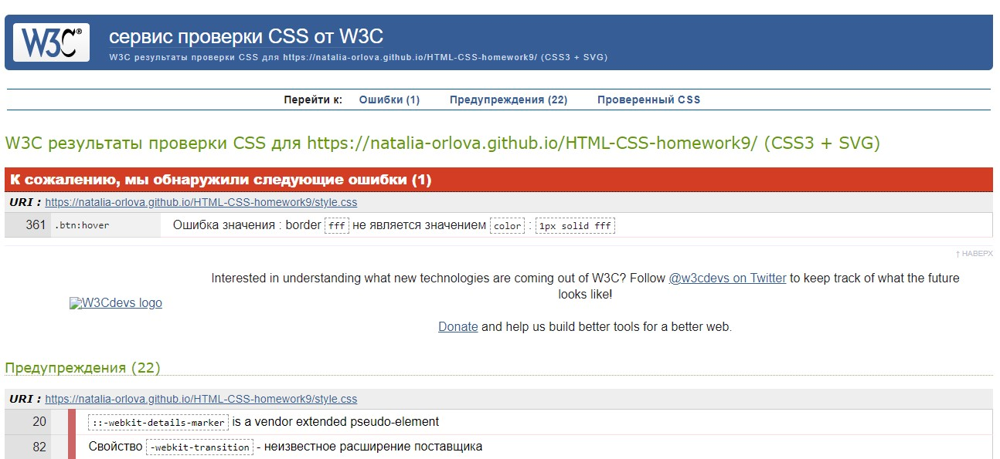 W3C®
сервис проверки CSS от W3C
W3C результаты проверки CSS для https://natalia-orlova.github.io/HTML-CSS-homework9/ (CSS3 + SVG)
Перейти к: Ошибки (1) Предупреждения (22) Проверенный CSS
W3C результаты проверки CSS для https://natalia-orlova.github.io/HTML-CSS-homework9/ (CSS3 + SVG)
К сожалению, мы обнаружили следующие ошибки (1)
URI : https://natalia-orlova.github.io/HTML-CSS-homework9/style.css
361 .btn:hover Ошибка значения : border fff не является значением color : 1px solid fff
↑ НАВЕРХ
Interested in understanding what new technologies are coming out of W3C? Follow @w3cdevs on Twitter to keep track of what the future
looks like!
W3Cdevs logo
Donate and help us build better tools for a better web.
Предупреждения (22)
URI : https://natalia-orlova.github.io/HTML-CSS-homework9/style.css
20 ::-webkit-details-marker is a vendor extended pseudo-element
82 Свойство -webkit-transition - неизвестное расширение поставщика